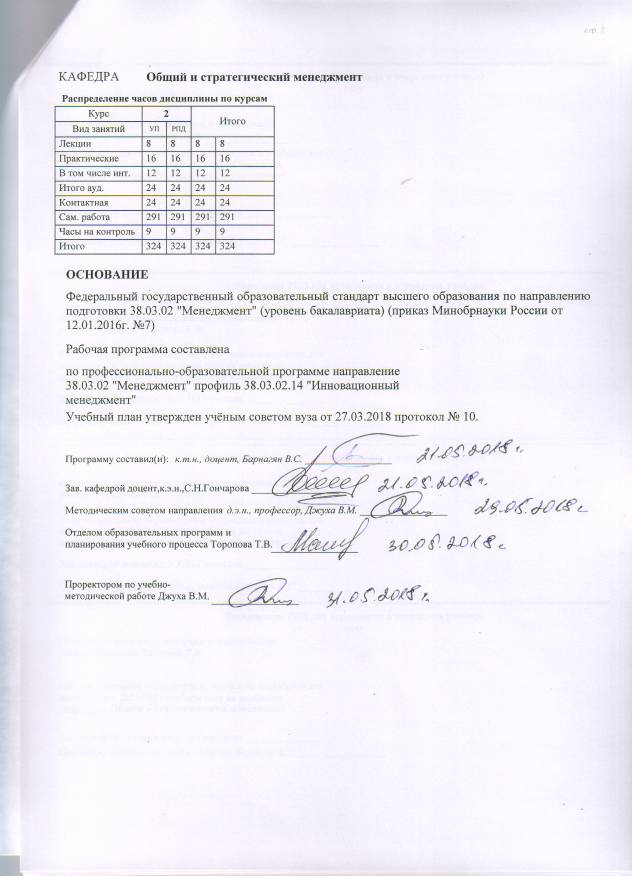 стр. 2
КАФЕДРА Общий и стратегический менеджмент
Распределение часов дисциплины по курсам
Курс 2 Итого
Вид занятий УП РПД
Лекции 8 8 8 8
Практические 16 16 16 16
В том числе инт. 12 12 12 12
Итого ауд. 24 24 24 24
Контактная 24 24 24 24
Сам. работа 291 291 291 291
Часы на контроль 9 9 9 9
Итого 324 324 324 324
ОСНОВАНИЕ
Федеральный государственный образовательный стандарт высшего образования по направлению
подготовки 38.03.02 "Менеджмент" (уровень бакалавриата) (приказ Минобрнауки России от
12.01.2016г. №7)
Рабочая программа составлена
по профессионально-образовательной программе направление
38.03.02 "Менеджмент" профиль 38.03.02.14 "Инновационный
менеджмент"
Учебный план утвержден учёным советом вуза от 27.03.2018 протокол № 10.
Программу составил(и): к.т.н., доцент, Барнагян В.С. 21.05.2018 г.
Зав. кафедрой доцент,к.э.н.,С.Н.Гончарова 21.05.2018 г.
Методическим советом направления д.э.н., профессор, Джуха В.М. 29.05.2018 г
Отделом образовательных программ и
планирования учебного процесса Торопова Т.В. 30.05.2018 г
Проректором по учебно-
методической работе Джуха В.М. 31.05.2018 г.